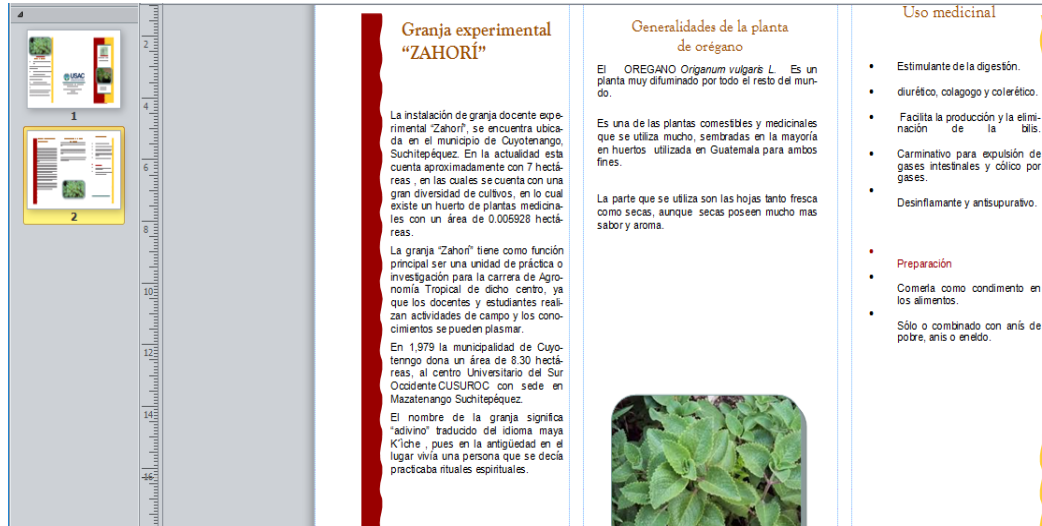 Granja experimental
“ZAHORÍ”
La instalación de granja docente expe-
rimental “Zahorí”, se encuentra ubica-
da en el municipio de Cuyotenango,
Suchitepéquez. En la actualidad esta
cuenta aproximadamente con 7 hectá-
reas , en las cuales se cuenta con una
gran diversidad de cultivos, en lo cual
existe un huerto de plantas medicina-
les con un área de 0.005928 hectá-
reas.
La granja “Zahorí” tiene como función
principal ser una unidad de práctica o
investigación para la carrera de Agro-
nomía Tropical de dicho centro, ya
que los docentes y estudiantes reali-
zan actividades de campo y los cono-
cimientos se pueden plasmar.
En 1,979 la municipalidad de Cuyo-
tenngo dona un área de 8.30 hectá-
reas, al centro Universitario del Sur
Occidente CUSUROC con sede en
Mazatenango Suchitepéquez.
El nombre de la granja significa
“adivino” traducido del idioma maya
K´iche , pues en la antigüedad en el
lugar vivía una persona que se decía
practicaba rituales espirituales.
Generalidades de la planta
de orégano
El OREGANO Origanum vulgaris L. Es un
planta muy difuminado por todo el resto del mun-
do.
Es una de las plantas comestibles y medicinales
que se utiliza mucho, sembradas en la mayoría
en huertos utilizada en Guatemala para ambos
fines.
La parte que se utiliza son las hojas tanto fresca
como secas, aunque secas poseen mucho mas
sabor y aroma.
Uso medicinal
• Estimulante de la digestión.
• diurético, colagogo y colerético.
• Facilita la producción y la elimi-
nación de la bilis.
• Carminativo para expulsión de
gases intestinales y cólico por
gases.
•
Desinflamante y antisupurativo.
•
Preparación
•
Comerla como condimento en
los alimentos.
•
Sólo o combinado con anís de
pobre, anis o eneldo.
USAC
1
2
2
4
6
8
10
12
14
16